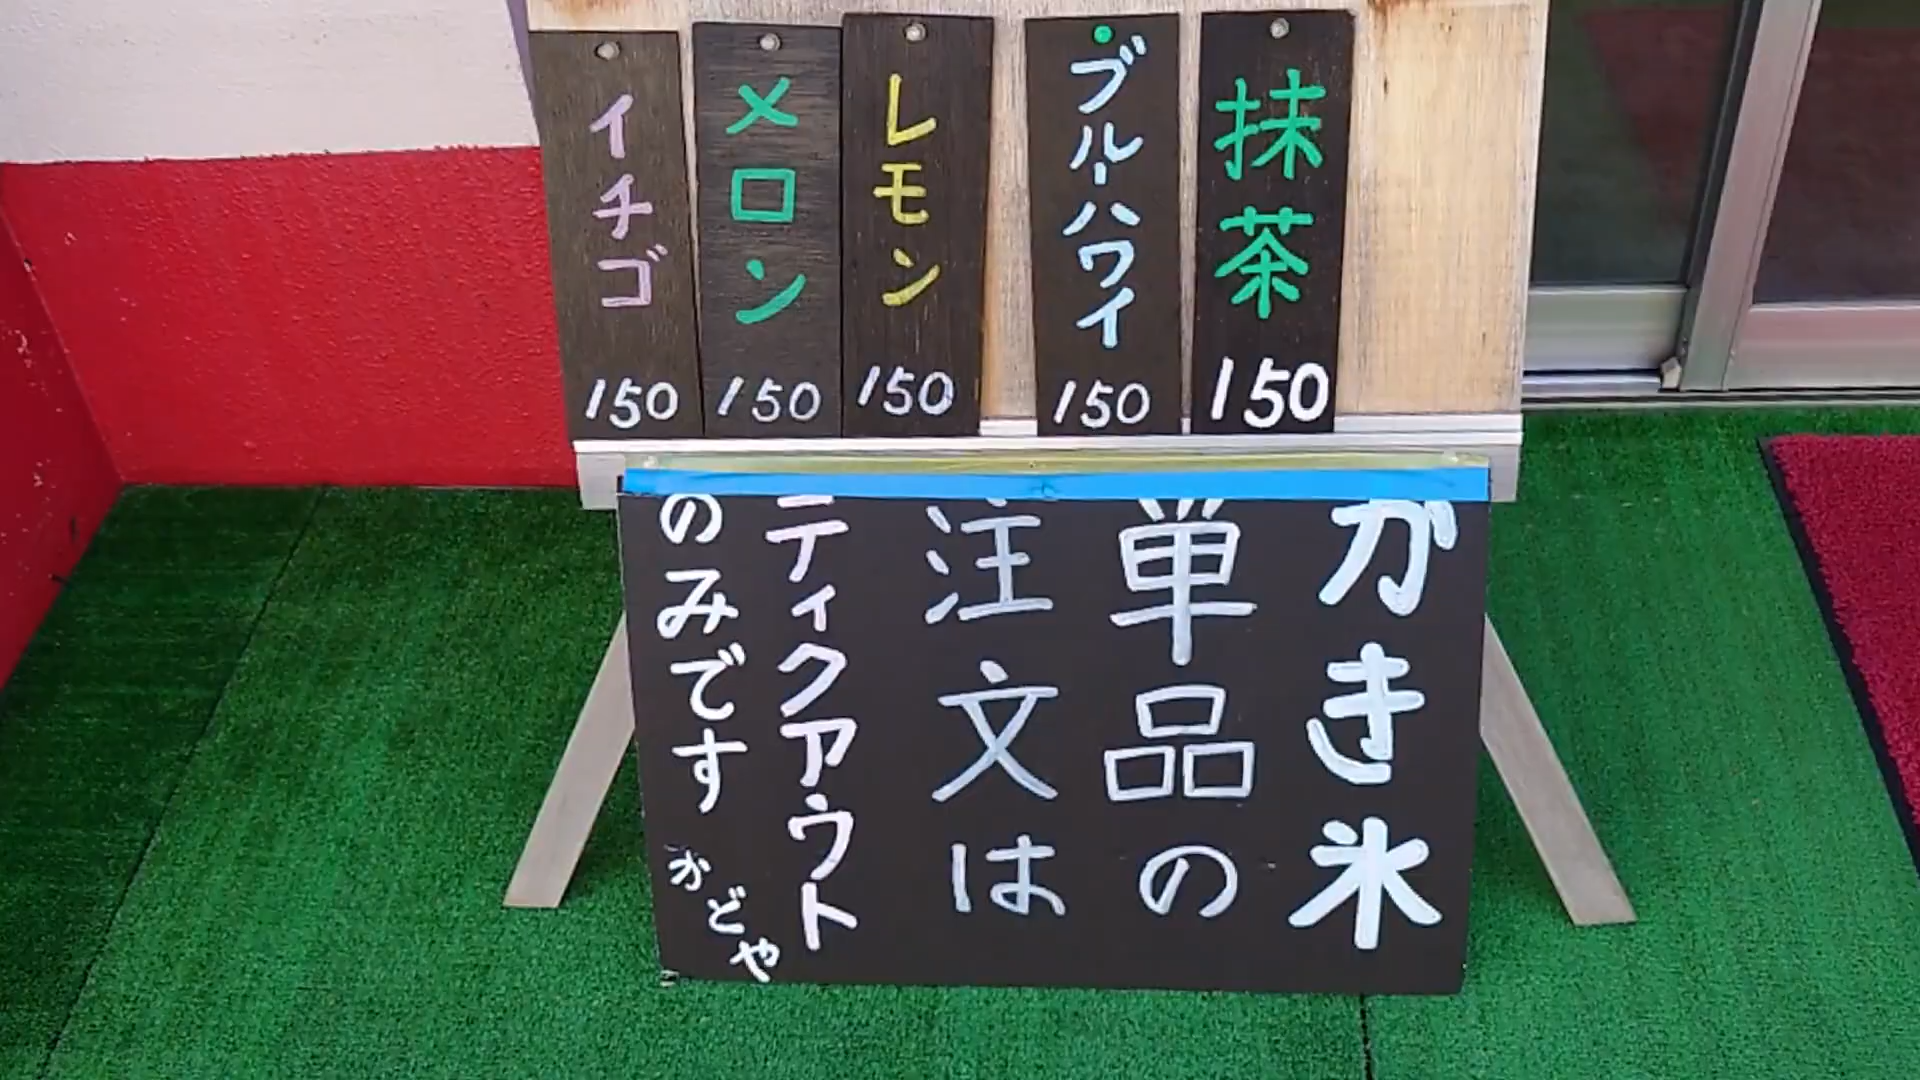 イチゴ
150
メロン
150
レモン
150
ブルーハワイ
150
抹茶
150
かき氷
単品の
注文は
ティクアウト
のみです
かどや